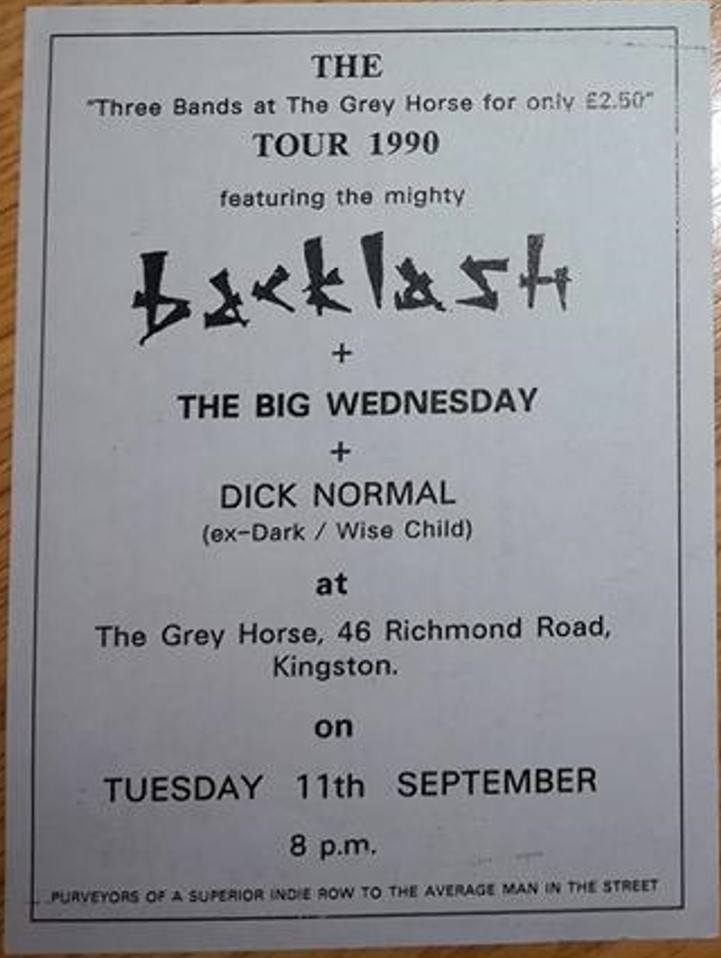 THE
"Three Bands at The Grey Horse for only £2.50"
TOUR 1990
featuring the mighty
backlash
+
THE BIG WEDNESDAY
+
DICK NORMAL
(ex-Dark / Wise Child)
at
The Grey Horse, 46 Richmond Road,
Kingston.
on
TUESDAY 11th SEPTEMBER
8 p.m.
...PURVEYORS OF A SUPERIOR INDIE ROW TO THE AVERAGE MAN IN THE STREET